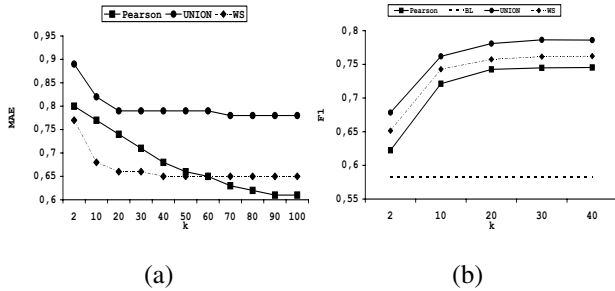 Pearson UNION WS
0,95
0,9
0,85
0,8
0,75
0,7
0,65
0,6
MAE
2 10 20 30 40 50 60 70 80 90 100
k
(a)
Pearson BL UNION WS
0,8
0,75
0,7
0,65
0,6
0,55
F1
2 10 20 30 40
k
(b)